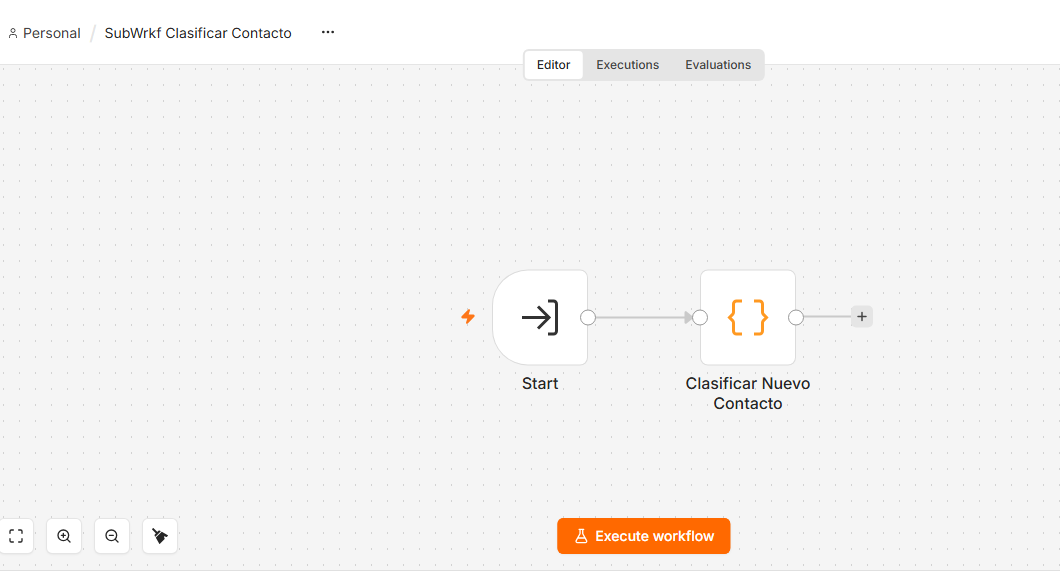 Personal / SubWrkf Clasificar Contacto ...
Editor Executions Evaluations
{ }
Start
Clasificar Nuevo
Contacto
Execute workflow